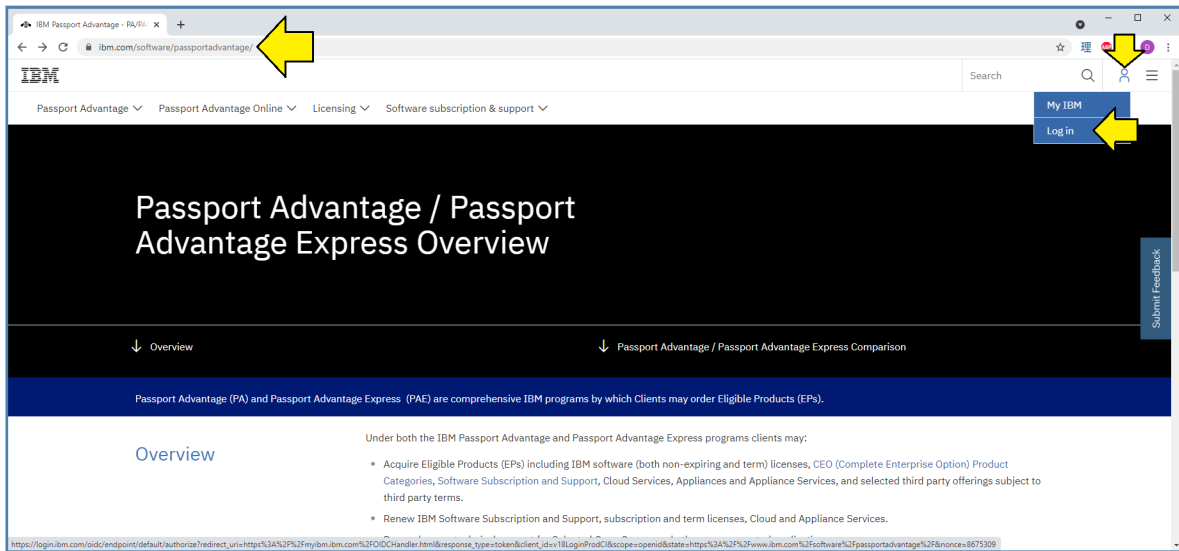 IBM Passport Advantage - PA/PA
ibm.com/software/passportadvantage/
IBM
Search
Passport Advantage
Passport Advantage Online
Licensing
Software subscription & support
My IBM
Log in
Passport Advantage / Passport
Advantage Express Overview
Submit Feedback
Overview
Passport Advantage / Passport Advantage Express Comparison
Passport Advantage (PA) and Passport Advantage Express (PAE) are comprehensive IBM programs by which Clients may order Eligible Products (EPs).
Overview
Under both the IBM Passport Advantage and Passport Advantage Express programs clients may:
Acquire Eligible Products (EPs) including IBM software (both non-expiring and term) licenses, CEO (Complete Enterprise Option) Product
Categories, Software Subscription and Support, Cloud Services, Appliances and Appliance Services, and selected third party offerings subject to
third party terms.
Renew IBM Software Subscription and Support, subscription and term licenses, Cloud and Appliance Services.
https://login.ibm.com/oidc/endpoint/default/authorize?redirect_uri=https%3A%2F%2Fmyibm.ibm.com%2FOIDCHandler.html&response_type=token&client_id=v18LoginProdCI&scope=openid&state=https%3A%2F%2Fwww.ibm.com%2Fsoftware%2Fpassportadvantage%2F&nonce=8675309